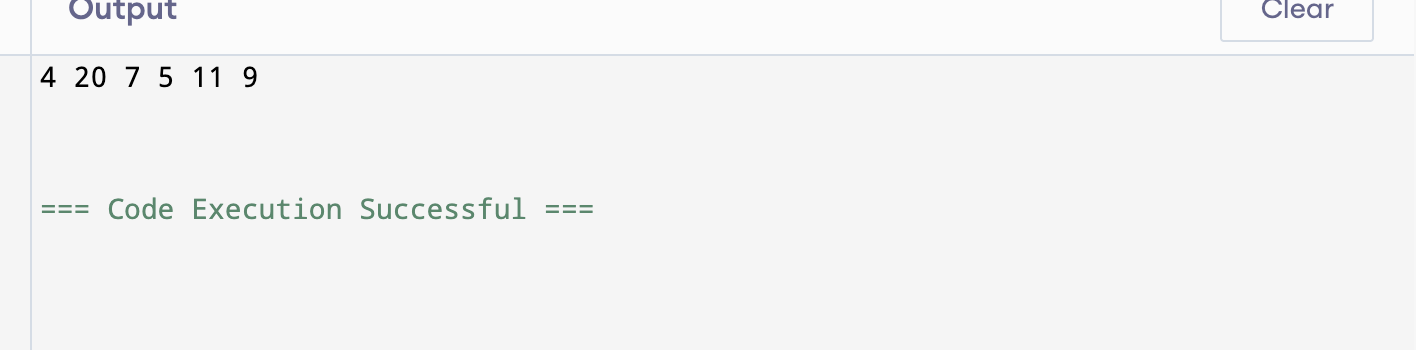 Output
Clear
4 20 7 5 11 9
=== Code Execution Successful ===